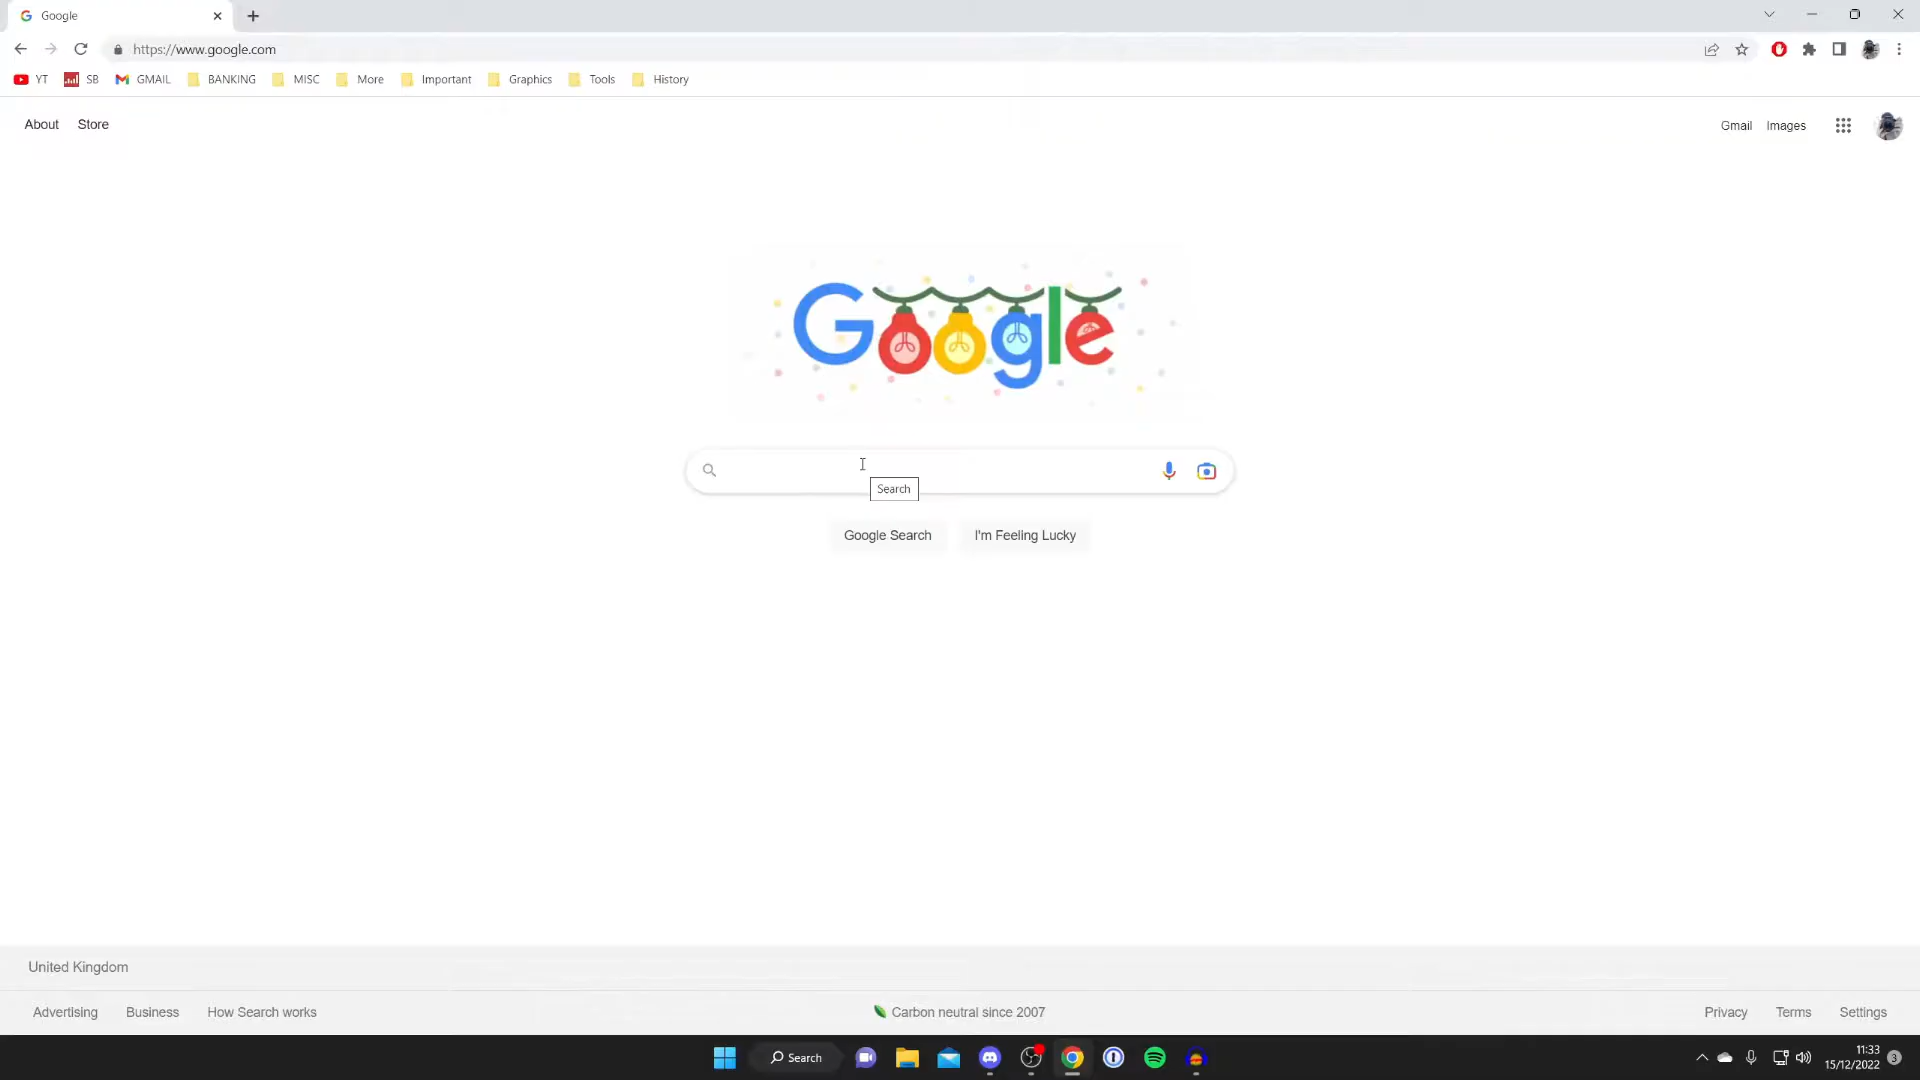 Google
https://www.google.com
YT SB GMAIL BANKING MISC More Important Graphics Tools History
About Store
Gmail Images
Google
Search
Google Search I'm Feeling Lucky
United Kingdom
Advertising Business How Search works
Carbon neutral since 2007
Privacy Terms Settings
Search
11:33
15/12/2022
3